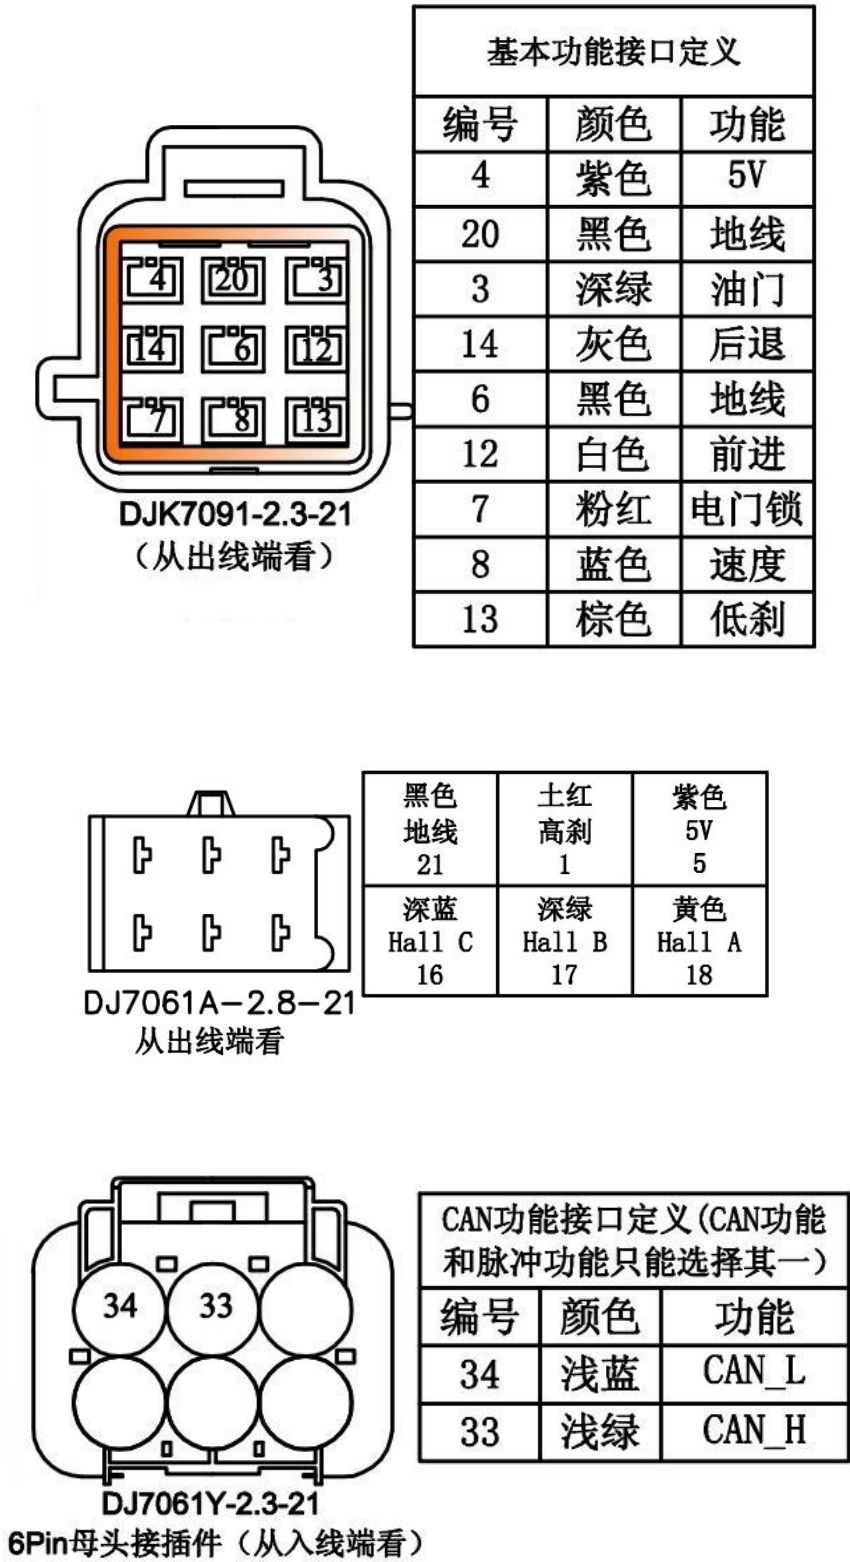 基本功能接口定义
编号 颜色 功能
4 紫色 5V
20 黑色 地线
3 深绿 油门
14 灰色 后退
6 黑色 地线
12 白色 前进
7 粉红 电门锁
8 蓝色 速度
13 棕色 低刹
4 20 3
14 6 12
7 8 13
DJK7091-2.3-21
（从出线端看）
黑色 土红 紫色
地线 高刹 5V
21 1 5
深蓝 深绿 黄色
Hall C Hall B Hall A
16 17 18
DJ7061A-2.8-21
从出线端看
CAN功能接口定义(CAN功能
和脉冲功能只能选择其一)
编号 颜色 功能
34 浅蓝 CAN_L
33 浅绿 CAN_H
34 33
DJ7061Y-2.3-21
6Pin母头接插件（从入线端看）